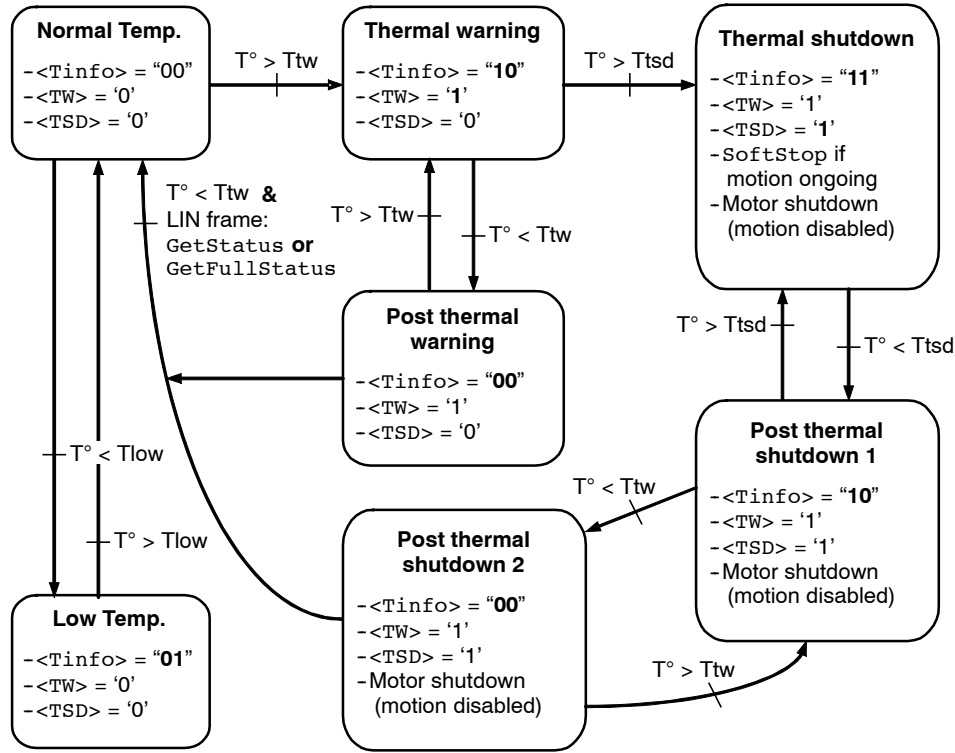 Normal Temp.
-<Tinfo> = “00”
-<TW> = ‘0’
-<TSD> = ‘0’
T° > Ttw
Thermal warning
-<Tinfo> = “10”
-<TW> = ‘1’
-<TSD> = ‘0’
T° > Ttsd
Thermal shutdown
-<Tinfo> = “11”
-<TW> = ‘1’
-<TSD> = ‘1’
-SoftStop if
motion ongoing
-Motor shutdown
(motion disabled)
T° < Ttw &
LIN frame:
GetStatus or
GetFullStatus
T° > Ttw
T° < Ttw
Post thermal
warning
-<Tinfo> = “00”
-<TW> = ‘1’
-<TSD> = ‘0’
T° > Ttsd
T° < Ttsd
Post thermal
shutdown 1
-<Tinfo> = “10”
-<TW> = ‘1’
-<TSD> = ‘1’
-Motor shutdown
(motion disabled)
T° < Tlow
T° > Tlow
T° < Ttw
Post thermal
shutdown 2
-<Tinfo> = “00”
-<TW> = ‘1’
-<TSD> = ‘1’
-Motor shutdown
(motion disabled)
T° > Ttw
Low Temp.
-<Tinfo> = “01”
-<TW> = ‘0’
-<TSD> = ‘0’